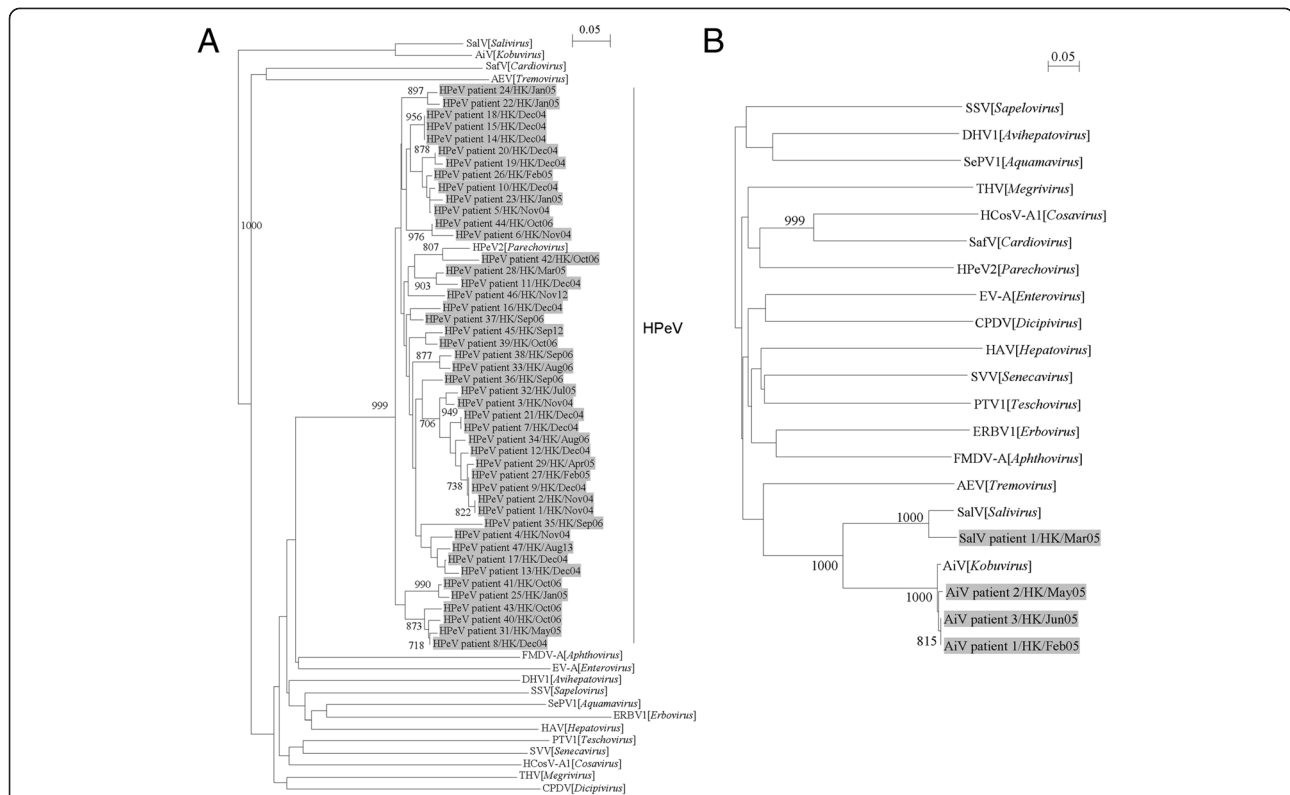 A
0.05
SalV[Salivirus]
AiV[Kobuvirus]
SafV[Cardiovirus]
AEV[Tremovirus]
897
HPeV patient 24/HK/Jan05
HPeV patient 22/HK/Jan05
956
HPeV patient 18/HK/Dec04
HPeV patient 15/HK/Dec04
HPeV patient 14/HK/Dec04
878
HPeV patient 20/HK/Dec04
HPeV patient 19/HK/Dec04
HPeV patient 26/HK/Feb05
HPeV patient 10/HK/Dec04
HPeV patient 23/HK/Jan05
HPeV patient 5/HK/Nov04
1000
HPeV patient 44/HK/Oct06
976
HPeV patient 6/HK/Nov04
807
HPeV2[Parechovirus]
HPeV patient 42/HK/Oct06
HPeV patient 28/HK/Mar05
903
HPeV patient 11/HK/Dec04
HPeV patient 46/HK/Nov12
HPeV patient 16/HK/Dec04
HPeV patient 37/HK/Sep06
HPeV patient 45/HK/Sep12
HPeV patient 39/HK/Oct06
HPeV
877
HPeV patient 38/HK/Sep06
HPeV patient 33/HK/Aug06
HPeV patient 36/HK/Sep06
HPeV patient 32/HK/Jul05
HPeV patient 3/HK/Nov04
999
949
HPeV patient 21/HK/Dec04
706
HPeV patient 7/HK/Dec04
HPeV patient 34/HK/Aug06
HPeV patient 12/HK/Dec04
HPeV patient 29/HK/Apr05
HPeV patient 27/HK/Feb05
738
HPeV patient 9/HK/Dec04
HPeV patient 2/HK/Nov04
822
HPeV patient 1/HK/Nov04
HPeV patient 35/HK/Sep06
HPeV patient 4/HK/Nov04
HPeV patient 47/HK/Aug13
HPeV patient 17/HK/Dec04
HPeV patient 13/HK/Dec04
990
HPeV patient 41/HK/Oct06
HPeV patient 25/HK/Jan05
HPeV patient 43/HK/Oct06
HPeV patient 40/HK/Oct06
873
HPeV patient 31/HK/May05
718
HPeV patient 8/HK/Dec04
FMDV-A[Aphthovirus]
EV-A[Enterovirus]
DHV1[Avihepatovirus]
SSV[Sapelovirus]
SePV1[Aquamavirus]
ERBV1[Erbovirus]
HAV[Hepatovirus]
PTV1[Teschovirus]
SVV[Senecavirus]
HCosV-A1[Cosavirus]
THV[Megrivirus]
CPDV[Dicipivirus]
B
0.05
SSV[Sapelovirus]
DHV1[Avihepatovirus]
SePV1[Aquamavirus]
THV[Megrivirus]
999
HCosV-A1[Cosavirus]
SafV[Cardiovirus]
HPeV2[Parechovirus]
EV-A[Enterovirus]
CPDV[Dicipivirus]
HAV[Hepatovirus]
SVV[Senecavirus]
PTV1[Teschovirus]
ERBV1[Erbovirus]
FMDV-A[Aphthovirus]
AEV[Tremovirus]
SalV[Salivirus]
1000
SalV patient 1/HK/Mar05
1000
AiV[Kobuvirus]
1000
AiV patient 2/HK/May05
AiV patient 3/HK/Jun05
815
AiV patient 1/HK/Feb05